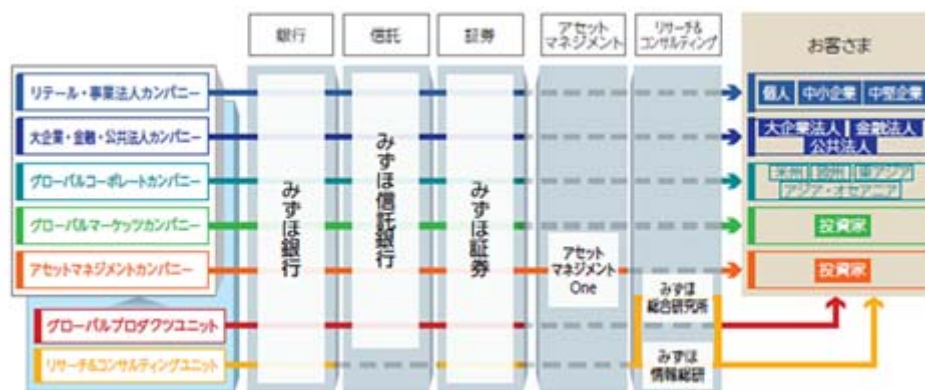 銀行
信託
証券
アセット
マネジメント
リサーチ&
コンサルティング
お客さま
リテール・事業法人カンパニー
個人 中小企業 中堅企業
大企業・金融・公共法人カンパニー
大企業法人 金融法人
公共法人
グローバルコーポレートカンパニー
米州 欧州 東アジア
アジア・オセアニア
グローバルマーケッツカンパニー
投資家
アセットマネジメントカンパニー
投資家
みずほ銀行
みずほ信託銀行
みずほ証券
アセット
マネジメント
One
みずほ
総合研究所
グローバルプロダクツユニット
みずほ
情報総研
リサーチ&コンサルティングユニット